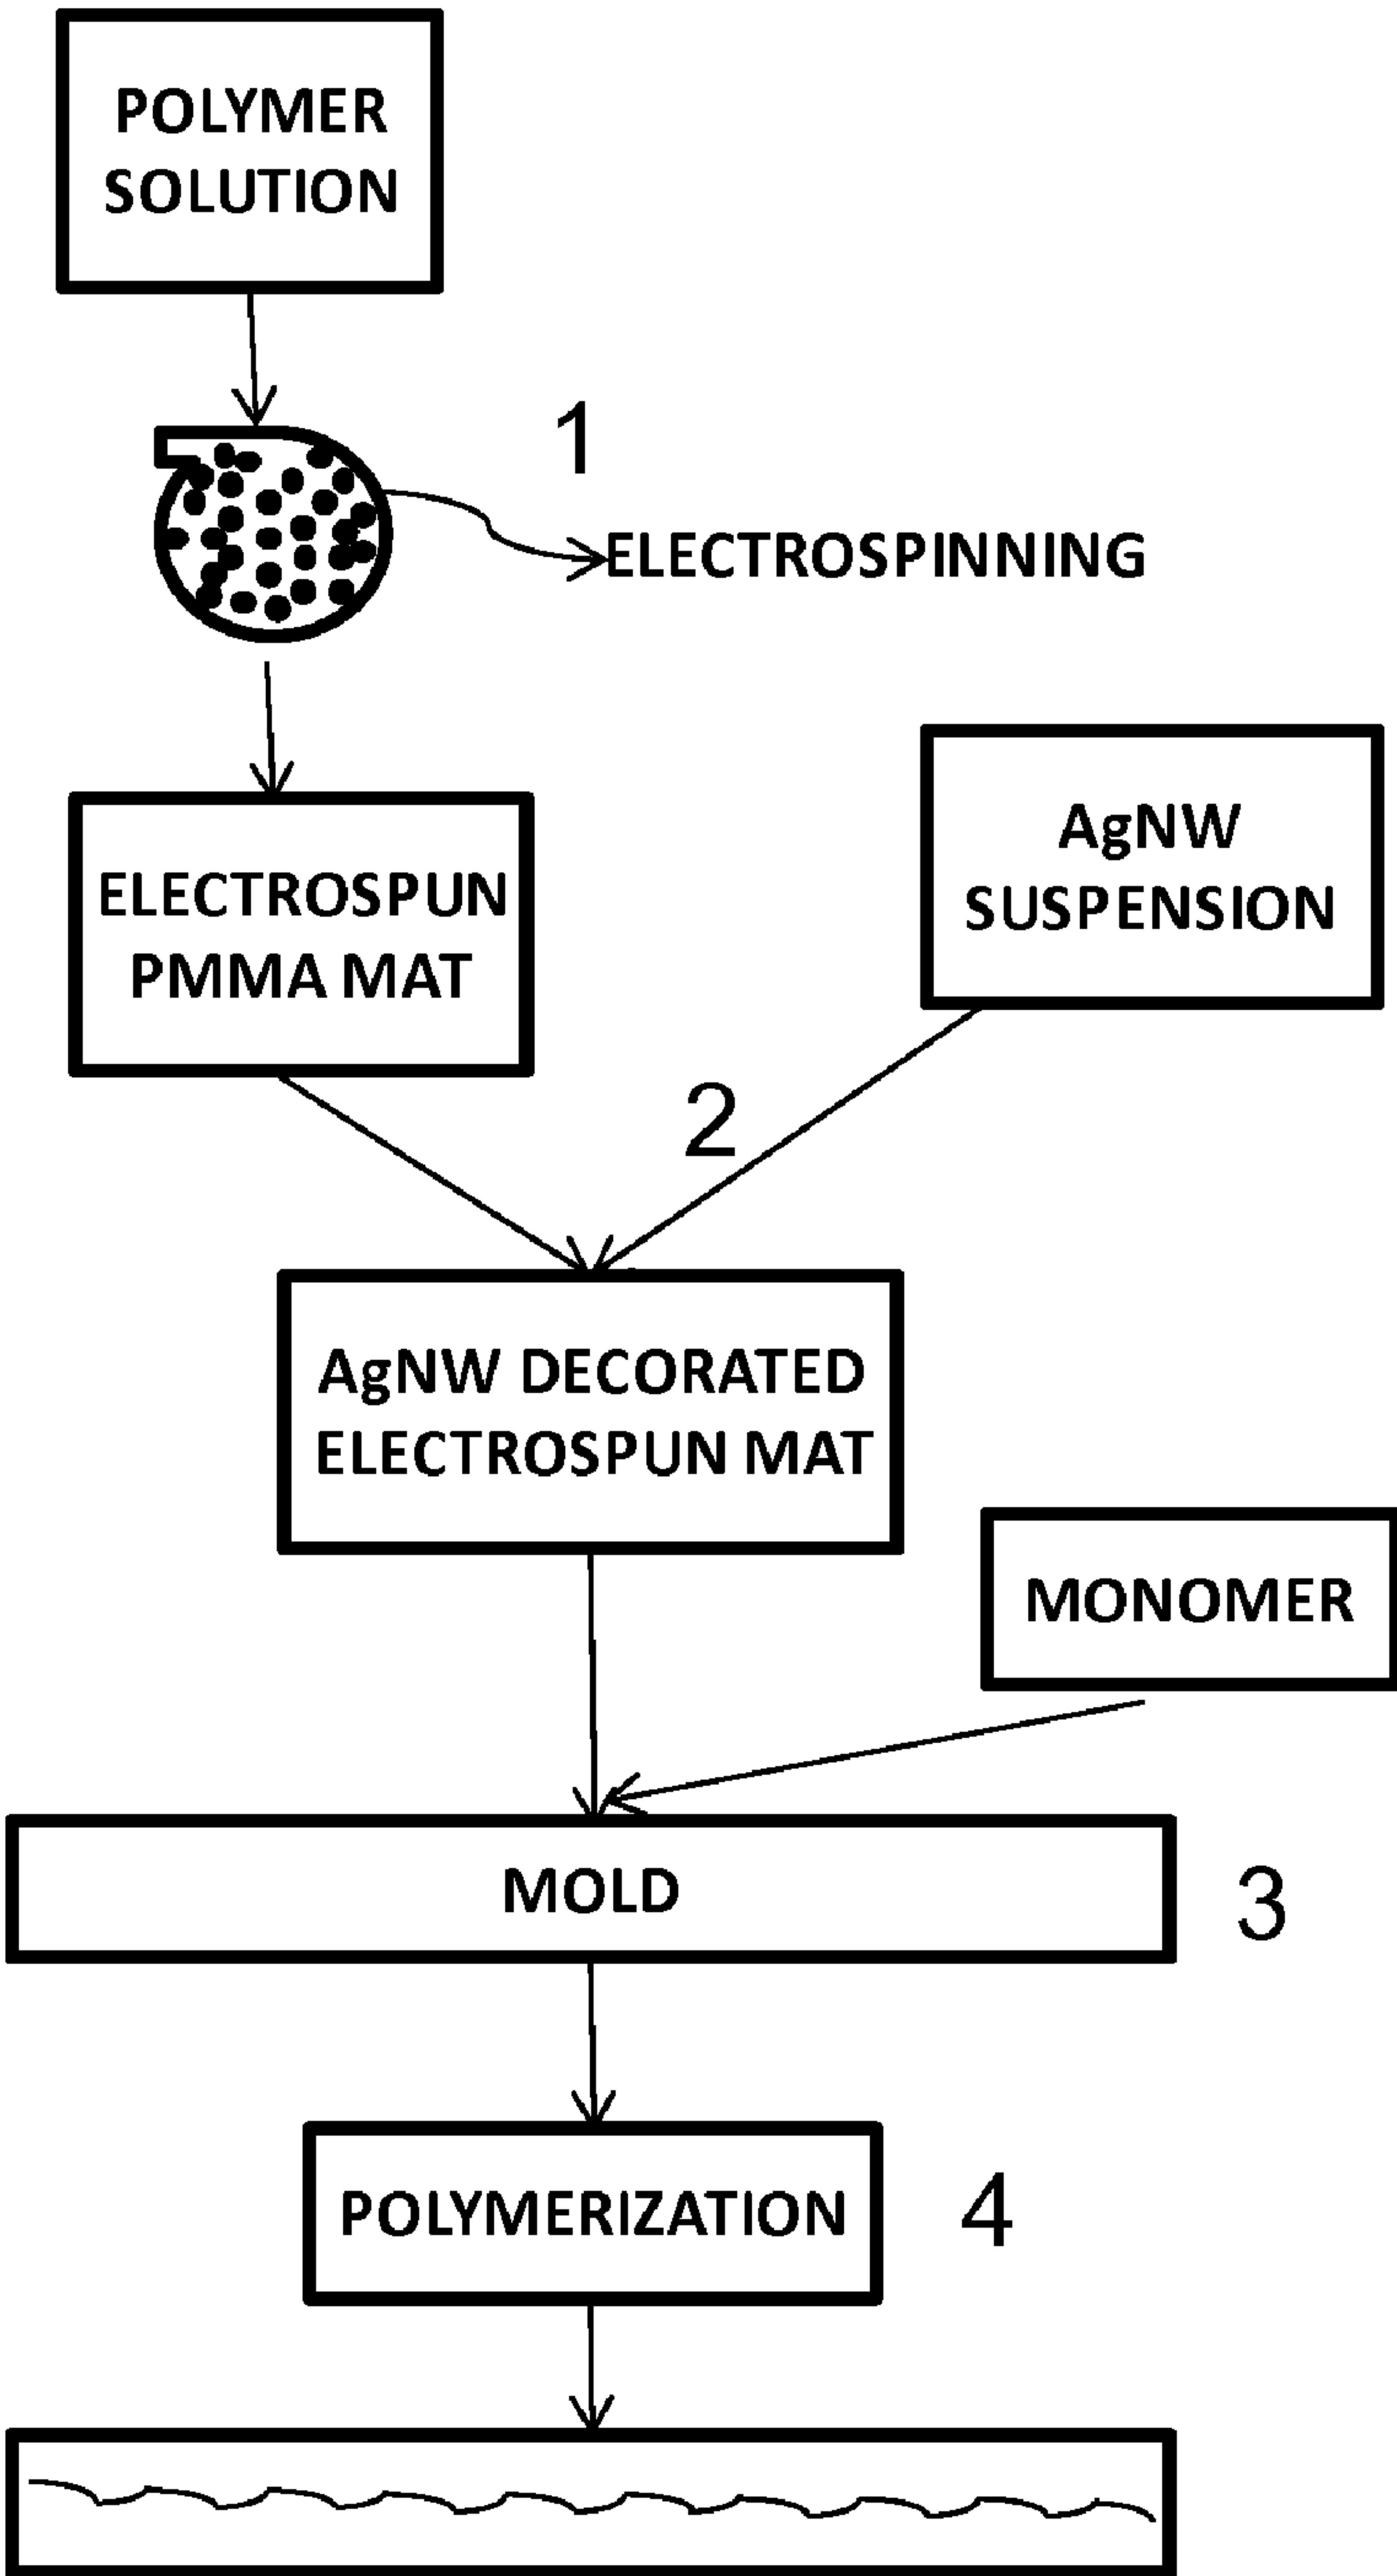 POLYMER
SOLUTION
1
ELECTROSPINNING
ELECTROSPUN
PMMA MAT
AgNW
SUSPENSION
2
AgNW DECORATED
ELECTROSPUN MAT
MONOMER
MOLD
3
POLYMERIZATION
4